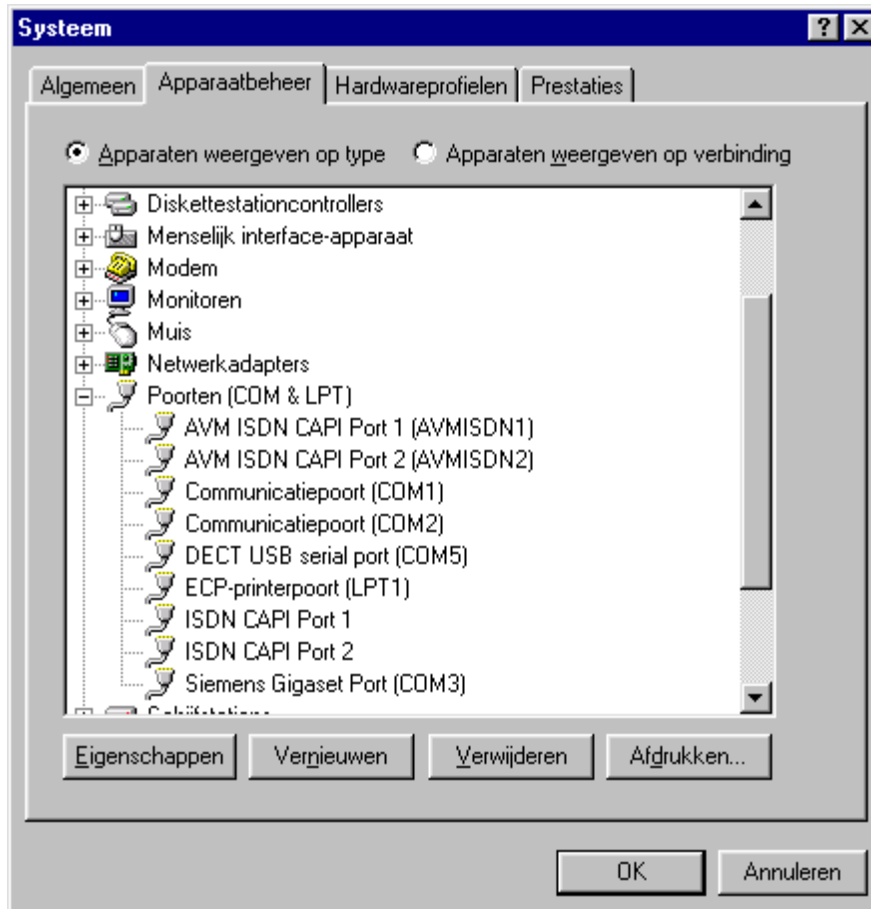 Systeem
Algemeen Apparaatbeheer Hardwareprofielen Prestaties
Apparaten weergeven op type Apparaten weergeven op verbinding
Diskettestationcontrollers
Menselijk interface-apparaat
Modem
Monitoren
Muis
Netwerkadapters
Poorten (COM & LPT)
AVM ISDN CAPI Port 1 (AVMISDN1)
AVM ISDN CAPI Port 2 (AVMISDN2)
Communicatiepoort (COM1)
Communicatiepoort (COM2)
DECT USB serial port (COM5)
ECP-printerpoort (LPT1)
ISDN CAPI Port 1
ISDN CAPI Port 2
Siemens Gigaset Port (COM3)
Schijfstations
Eigenschappen Vernieuwen Verwijderen Afdrukken...
OK Annuleren